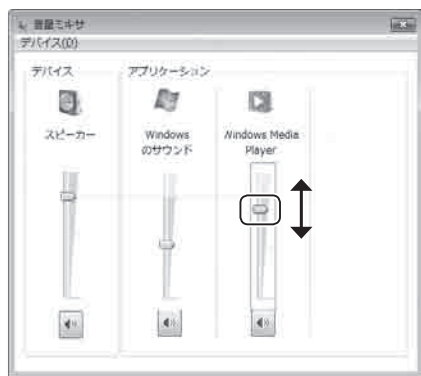 音量ミキサ
デバイス(D)
デバイス
アプリケーション
スピーカー
Windows
のサウンド
Windows Media
Player